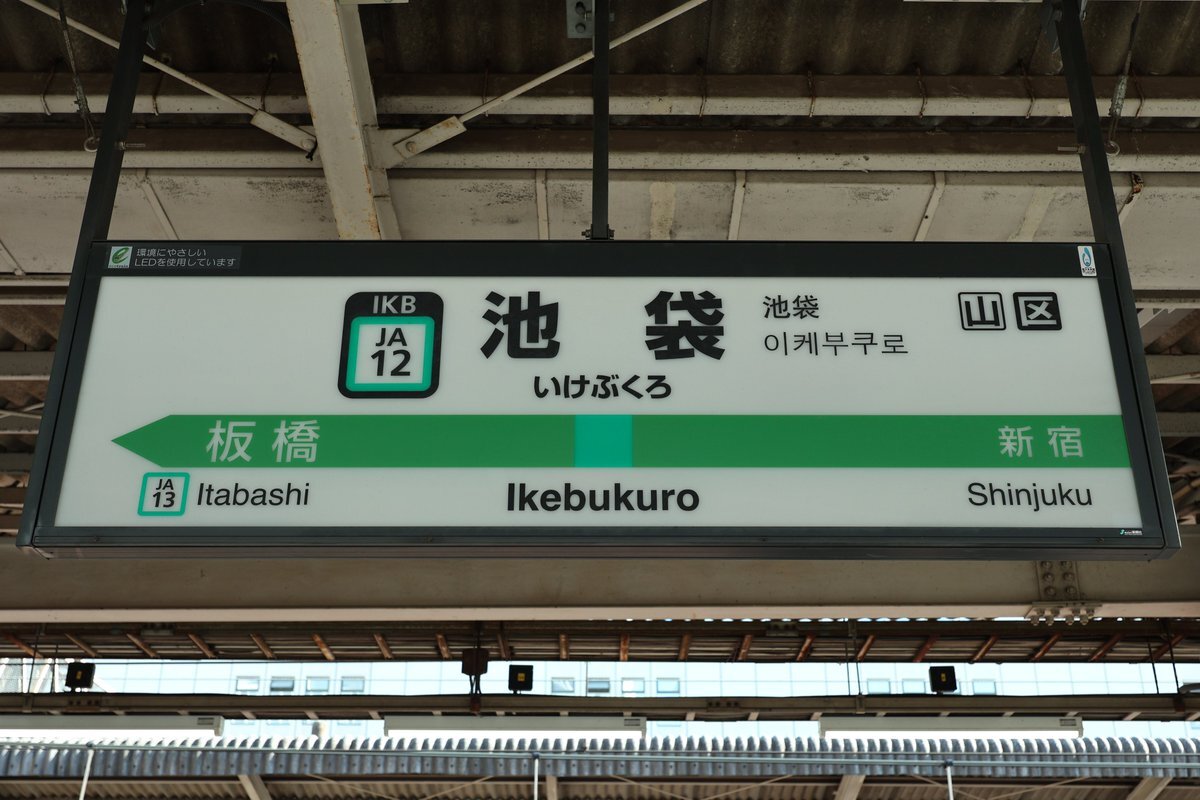 環境にやさしい
LEDを使用しています
IKB
JA
12
池袋
いけぶくろ
池袋
이케부쿠로
山 区
板橋
新宿
JA
13
Itabashi
Ikebukuro
Shinjuku